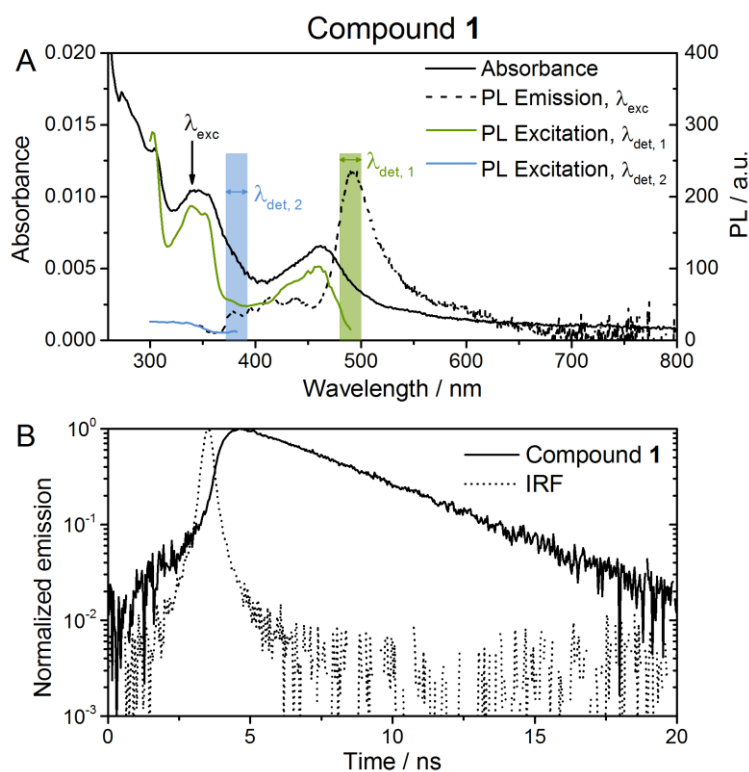 Compound 1
A
Absorbance
PL Emission, λexc
PL Excitation, λdet, 1
PL Excitation, λdet, 2
λexc
λdet, 2
λdet, 1
0.020
0.015
0.010
0.005
0.000
Absorbance
400
300
200
100
0
PL / a.u.
300 400 500 600 700 800
Wavelength / nm
B
Compound 1
IRF
10^0
10^-1
10^-2
10^-3
Normalized emission
0 5 10 15 20
Time / ns